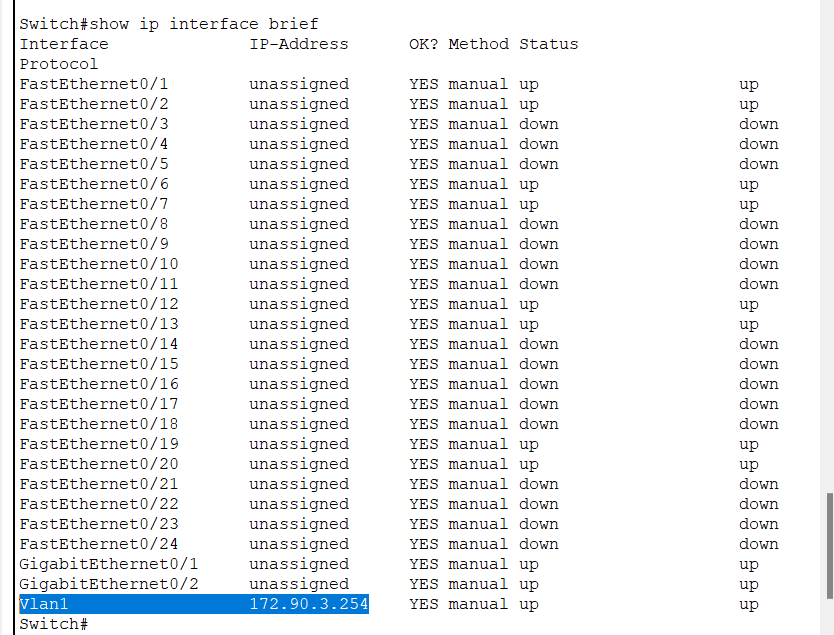 Switch#show ip interface brief
Interface              IP-Address      OK? Method Status
Protocol
FastEthernet0/1        unassigned      YES manual up                    up
FastEthernet0/2        unassigned      YES manual up                    up
FastEthernet0/3        unassigned      YES manual down                  down
FastEthernet0/4        unassigned      YES manual down                  down
FastEthernet0/5        unassigned      YES manual down                  down
FastEthernet0/6        unassigned      YES manual up                    up
FastEthernet0/7        unassigned      YES manual up                    up
FastEthernet0/8        unassigned      YES manual down                  down
FastEthernet0/9        unassigned      YES manual down                  down
FastEthernet0/10       unassigned      YES manual down                  down
FastEthernet0/11       unassigned      YES manual down                  down
FastEthernet0/12       unassigned      YES manual up                    up
FastEthernet0/13       unassigned      YES manual up                    up
FastEthernet0/14       unassigned      YES manual down                  down
FastEthernet0/15       unassigned      YES manual down                  down
FastEthernet0/16       unassigned      YES manual down                  down
FastEthernet0/17       unassigned      YES manual down                  down
FastEthernet0/18       unassigned      YES manual down                  down
FastEthernet0/19       unassigned      YES manual up                    up
FastEthernet0/20       unassigned      YES manual up                    up
FastEthernet0/21       unassigned      YES manual down                  down
FastEthernet0/22       unassigned      YES manual down                  down
FastEthernet0/23       unassigned      YES manual down                  down
FastEthernet0/24       unassigned      YES manual down                  down
GigabitEthernet0/1     unassigned      YES manual up                    up
GigabitEthernet0/2     unassigned      YES manual up                    up
Vlan1                  172.90.3.254    YES manual up                    up
Switch#